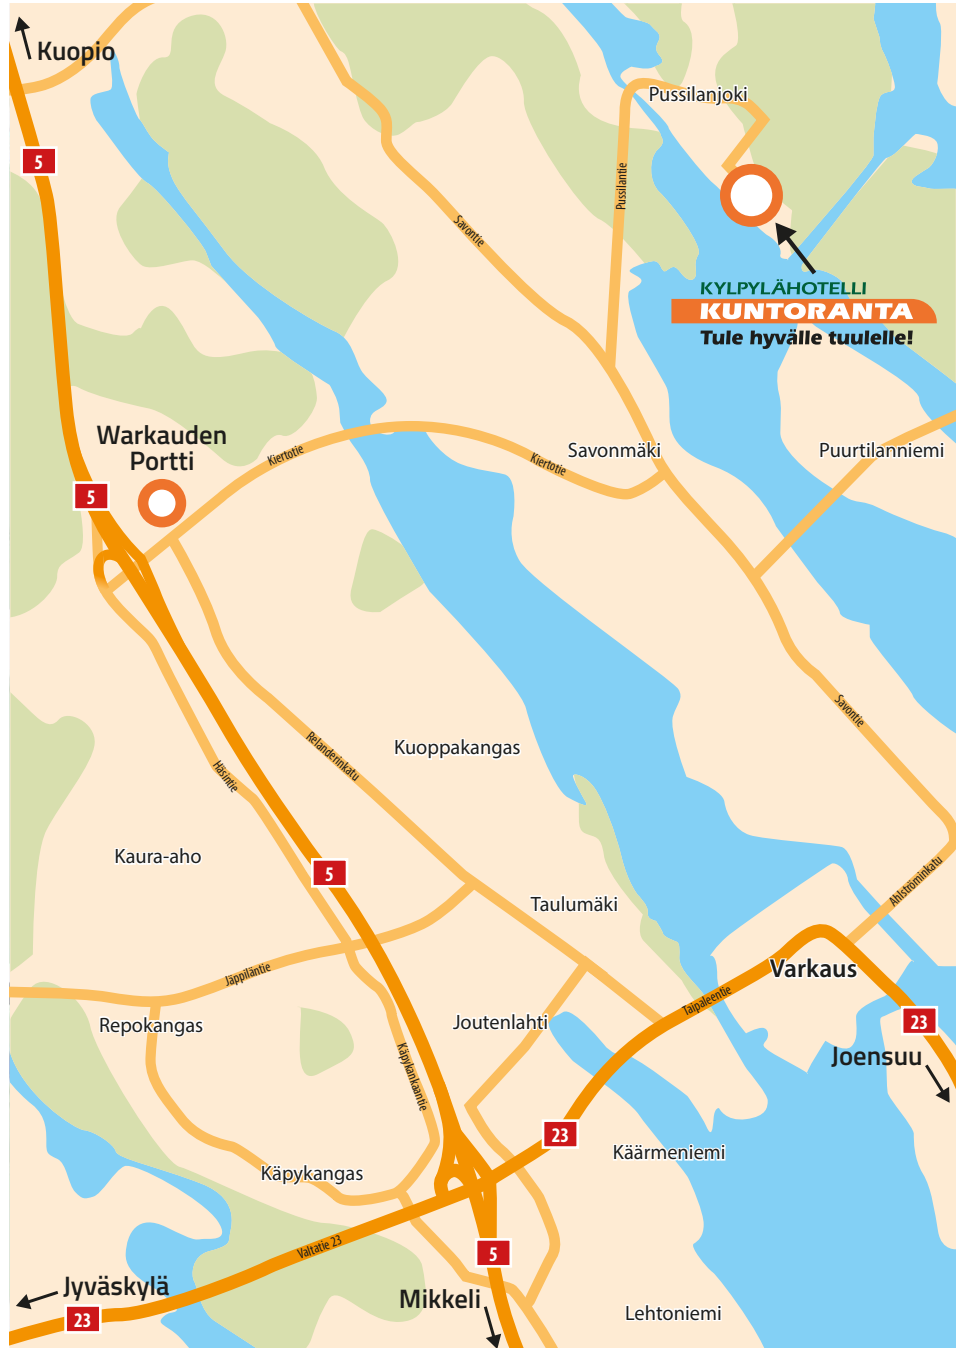 Kuopio
Pussilanjoki
5
Pussilantie
Savontie
KYLPYLÄHOTELLI
KUNTORANTA
Tule hyvälle tuulelle!
Warkauden
Portti
Kiertotie
Kiertotie
Savonmäki
Puurtilanniemi
5
Savontie
Relanderinkatu
Kuoppakangas
Häsintie
Kaura-aho
5
Ahlströminkatu
Taulumäki
Varkaus
Jäppiläntie
Taipaleentie
Repokangas
Joutenlahti
23
Joensuu
Käpykankaantie
23
Käärmeniemi
Käpykangas
Valtatie 23
5
Jyväskylä
Mikkeli
23
Lehtoniemi